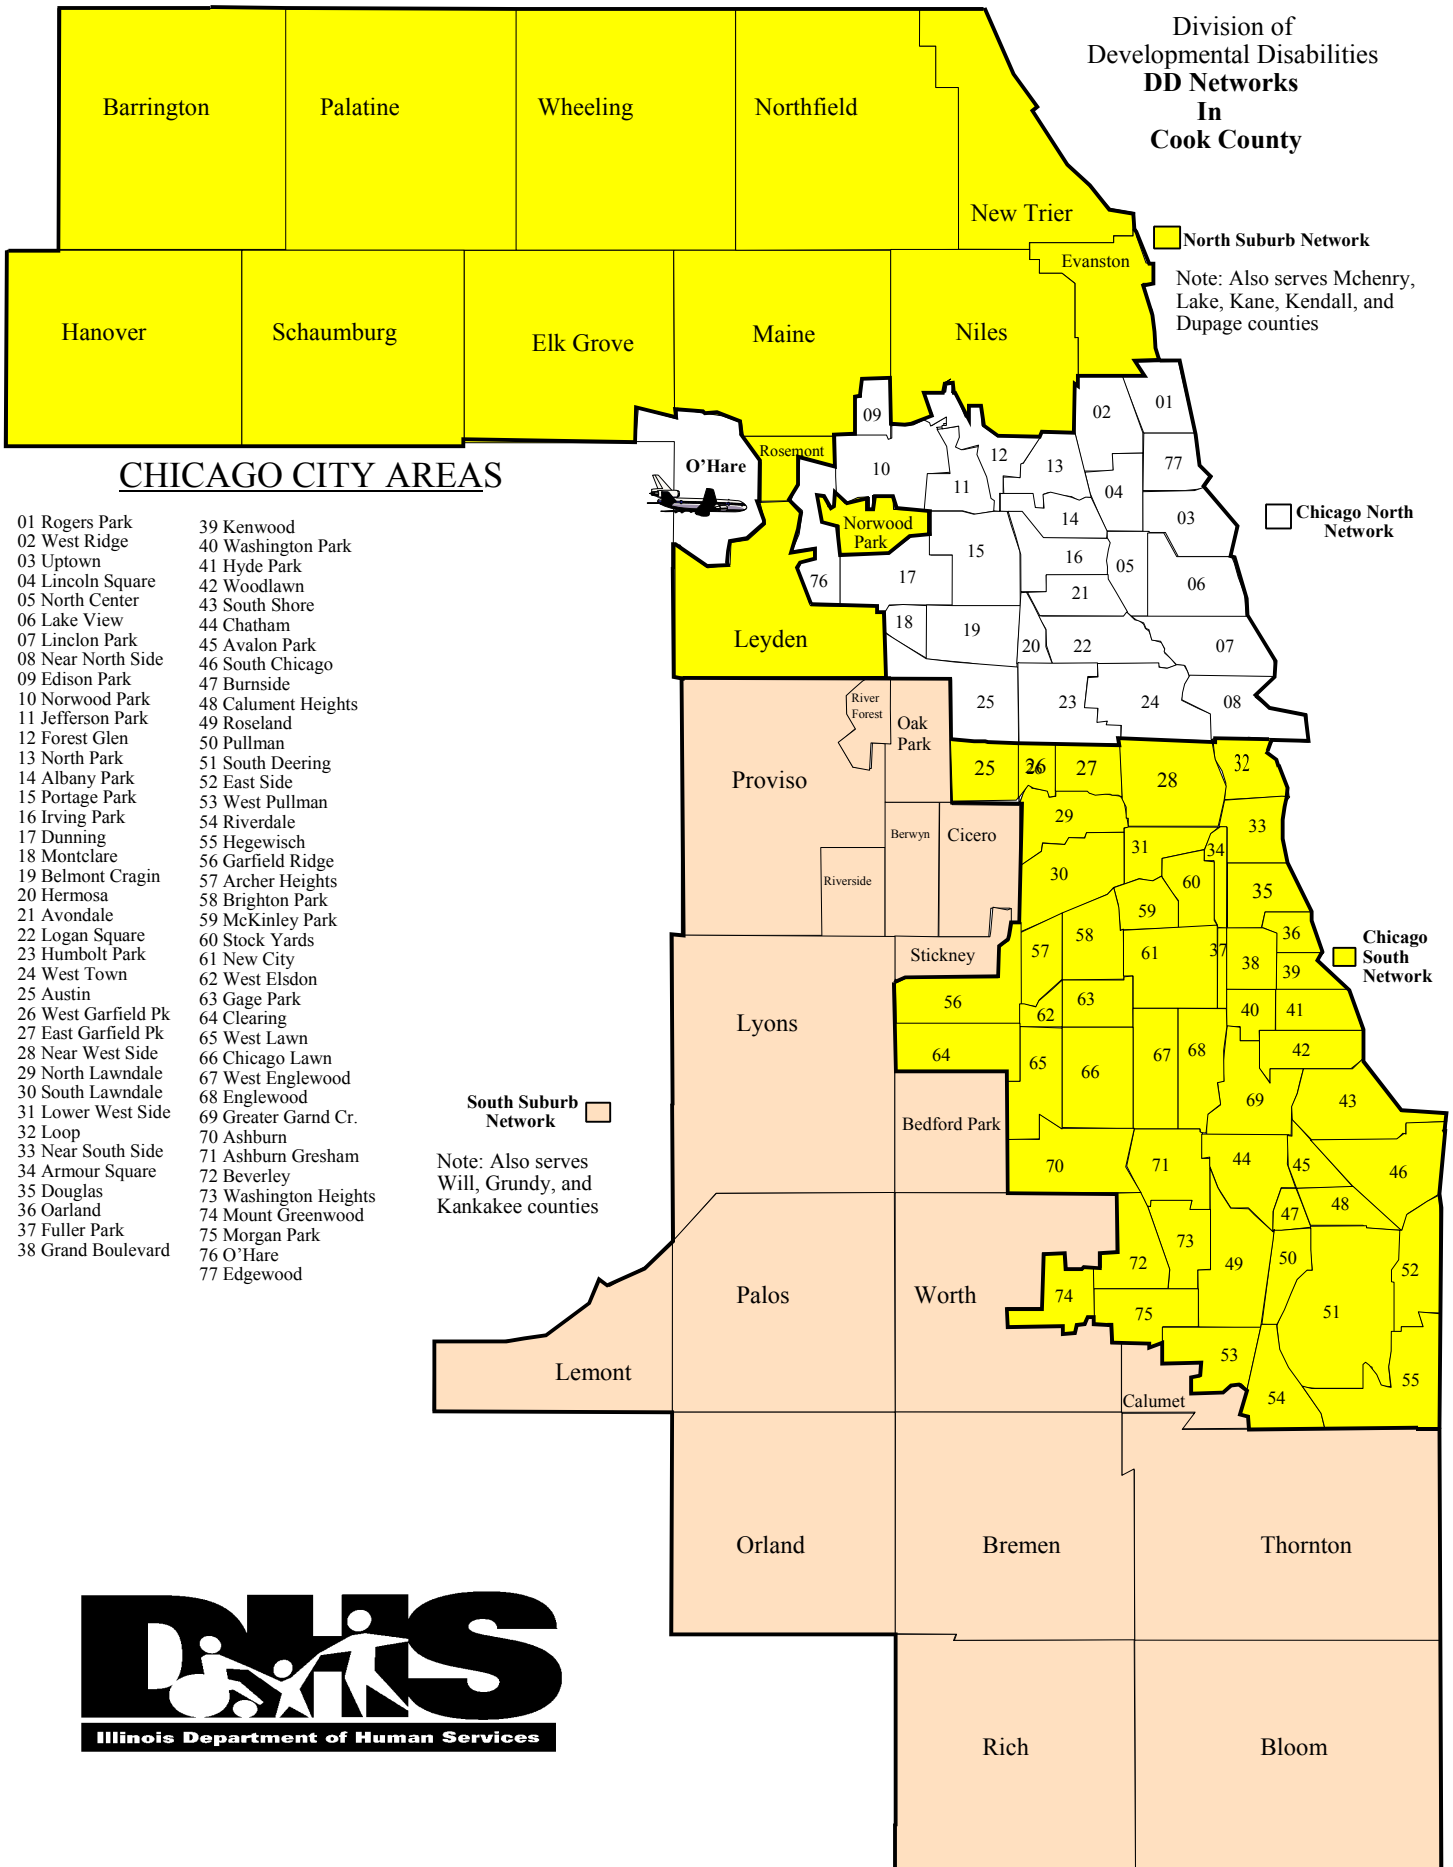 Division of
Developmental Disabilities
DD Networks
In
Cook County
Barrington
Palatine
Wheeling
Northfield
New Trier
North Suburb Network
Note: Also serves Mchenry,
Lake, Kane, Kendall, and
Dupage counties
Evanston
Hanover
Schaumburg
Elk Grove
Maine
Niles
09
02
01
Rosemont
O'Hare
10
12
13
77
11
04
CHICAGO CITY AREAS
Chicago North
Network
Norwood
Park
14
03
15
16
05
76
17
06
21
18
19
20
22
07
Leyden
25
23
24
08
01 Rogers Park
02 West Ridge
03 Uptown
04 Lincoln Square
05 North Center
06 Lake View
07 Linclon Park
08 Near North Side
09 Edison Park
10 Norwood Park
11 Jefferson Park
12 Forest Glen
13 North Park
14 Albany Park
15 Portage Park
16 Irving Park
17 Dunning
18 Montclare
19 Belmont Cragin
20 Hermosa
21 Avondale
22 Logan Square
23 Humbolt Park
24 West Town
25 Austin
26 West Garfield Pk
27 East Garfield Pk
28 Near West Side
29 North Lawndale
30 South Lawndale
31 Lower West Side
32 Loop
33 Near South Side
34 Armour Square
35 Douglas
36 Oarland
37 Fuller Park
38 Grand Boulevard
39 Kenwood
40 Washington Park
41 Hyde Park
42 Woodlawn
43 South Shore
44 Chatham
45 Avalon Park
46 South Chicago
47 Burnside
48 Calument Heights
49 Roseland
50 Pullman
51 South Deering
52 East Side
53 West Pullman
54 Riverdale
55 Hegewisch
56 Garfield Ridge
57 Archer Heights
58 Brighton Park
59 McKinley Park
60 Stock Yards
61 New City
62 West Elsdon
63 Gage Park
64 Clearing
65 West Lawn
66 Chicago Lawn
67 West Englewood
68 Englewood
69 Greater Garnd Cr.
70 Ashburn
71 Ashburn Gresham
72 Beverley
73 Washington Heights
74 Mount Greenwood
75 Morgan Park
76 O'Hare
77 Edgewood
River
Forest
Oak
Park
Proviso
25
26
27
28
32
Berwyn
Cicero
29
33
31
34
Riverside
30
60
35
59
58
36
Chicago
South
Network
Stickney
57
61
37
38
39
56
62
63
40
41
Lyons
64
65
66
67
68
42
69
43
South Suburb
Network
Note: Also serves
Will, Grundy, and
Kankakee counties
Bedford Park
70
71
44
45
46
47
48
73
72
49
50
52
Palos
Worth
74
75
51
53
Lemont
55
Calumet
54
Orland
Bremen
Thornton
Rich
Bloom
DHS
Illinois Department of Human Services